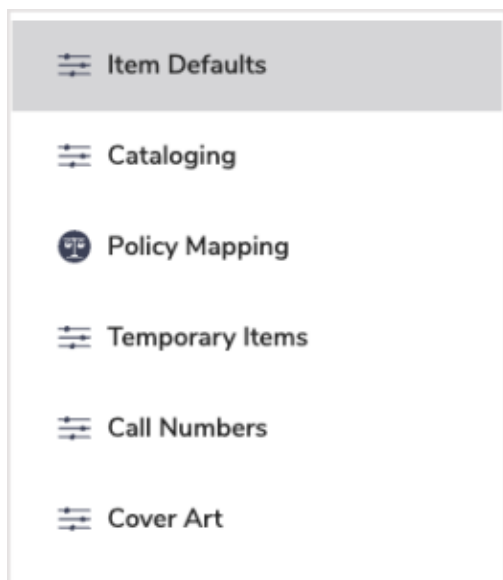 Item Defaults
Cataloging
Policy Mapping
Temporary Items
Call Numbers
Cover Art